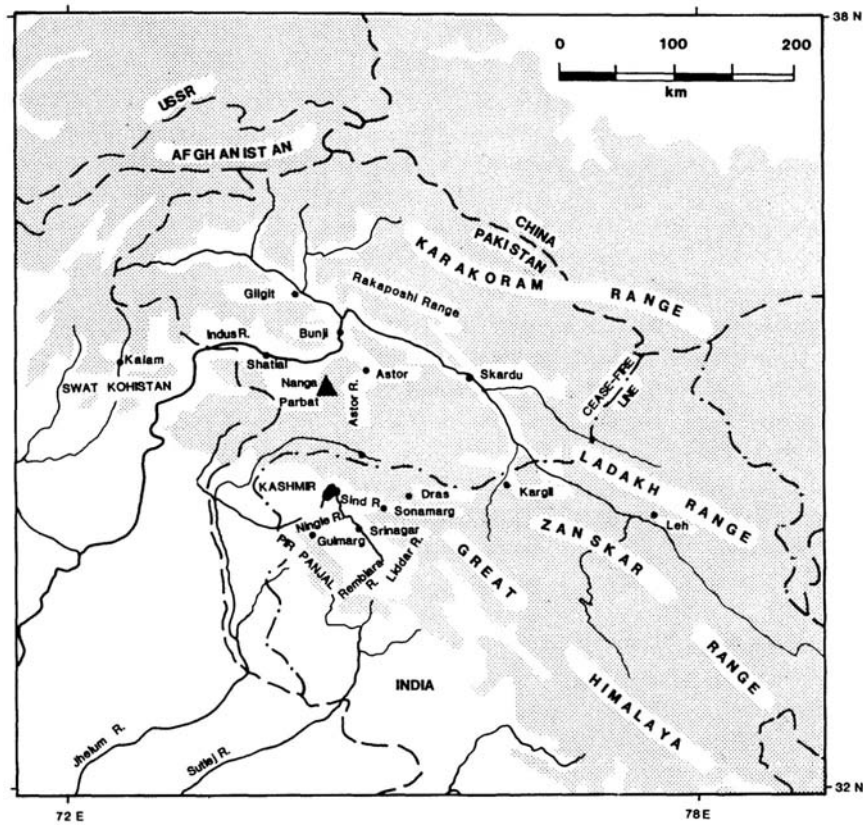 38 N
0 100 200
km
USSR
AFGHANISTAN
CHINA
PAKISTAN
KARAKORAM RANGE
Gilgit
Rakaposhi Range
Bunji
Indus R.
Kalam
Shatial
Astor
Skardu
SWAT KOHISTAN
Nanga
Parbat
Astor R.
CEASE-FIRE
LINE
KASHMIR
Sind R.
Dras
Sonamarg
Kargil
LADAKH RANGE
Leh
Ningle R.
Srinagar
Gulmarg
PIR PANJAL
Rembiara
R.
Liddar R.
GREAT
ZANSKAR
RANGE
HIMALAYA
INDIA
Jhelum R.
Sutlej R.
32 N
72 E
78 E